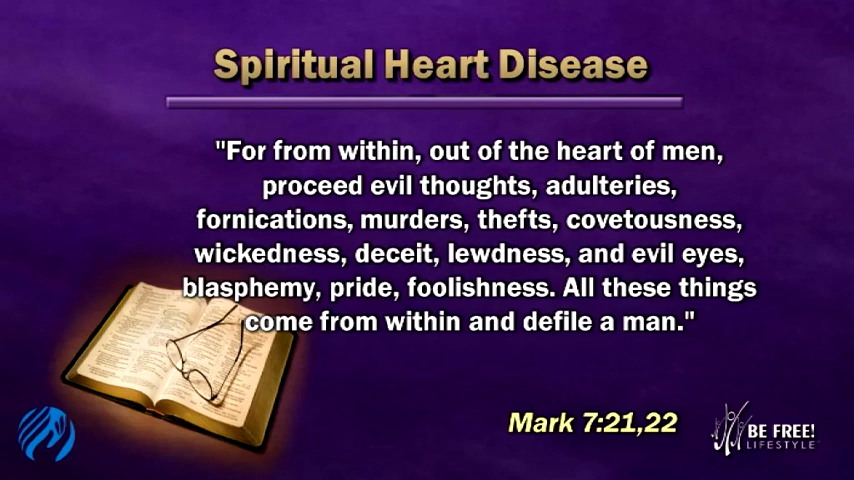 Spiritual Heart Disease
"For from within, out of the heart of men,
proceed evil thoughts, adulteries,
fornications, murders, thefts, covetousness,
wickedness, deceit, lewdness, and evil eyes,
blasphemy, pride, foolishness. All these things
come from within and defile a man."
Mark 7:21,22
BE FREE!
LIFESTYLE